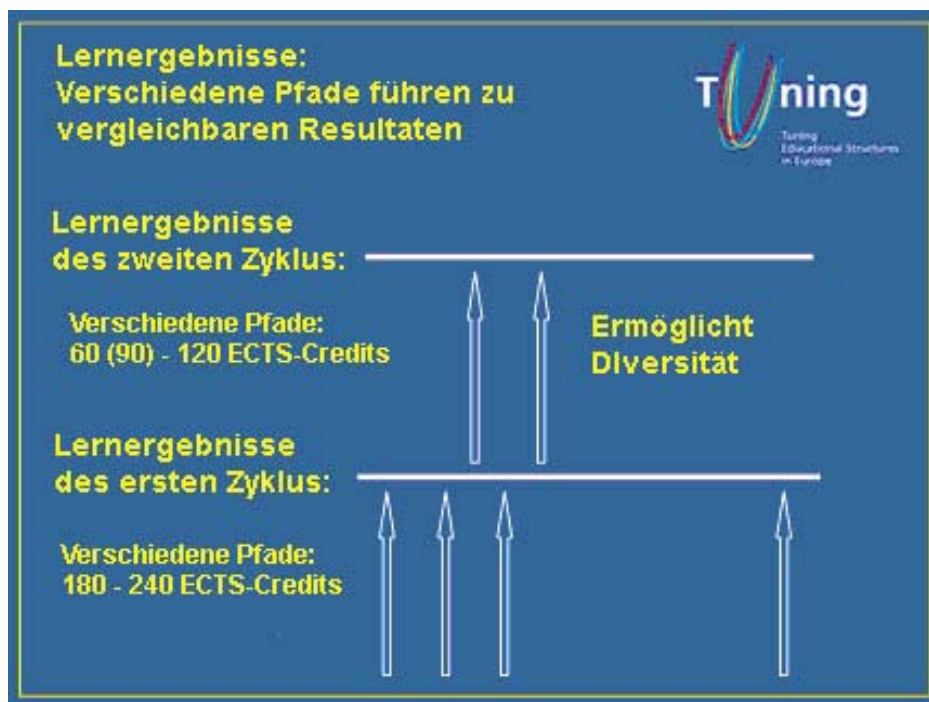 Lernergebnisse:
Verschiedene Pfade führen zu
vergleichbaren Resultaten
Tuning
Tuning
Educational Structures
in Europe
Lernergebnisse
des zweiten Zyklus:
Verschiedene Pfade:
60 (90) - 120 ECTS-Credits
Ermöglicht
DIversität
Lernergebnisse
des ersten Zyklus:
Verschiedene Pfade:
180 - 240 ECTS-Credits